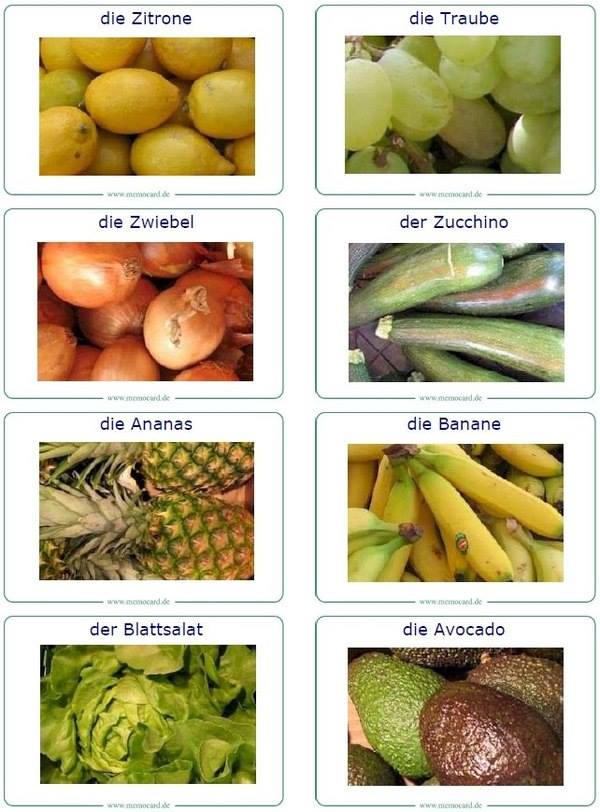 die Zitrone
die Traube
www.memocard.de
www.memocard.de
die Zwiebel
der Zucchino
www.memocard.de
www.memocard.de
die Ananas
die Banane
www.memocard.de
www.memocard.de
der Blattsalat
die Avocado
www.memocard.de
www.memocard.de